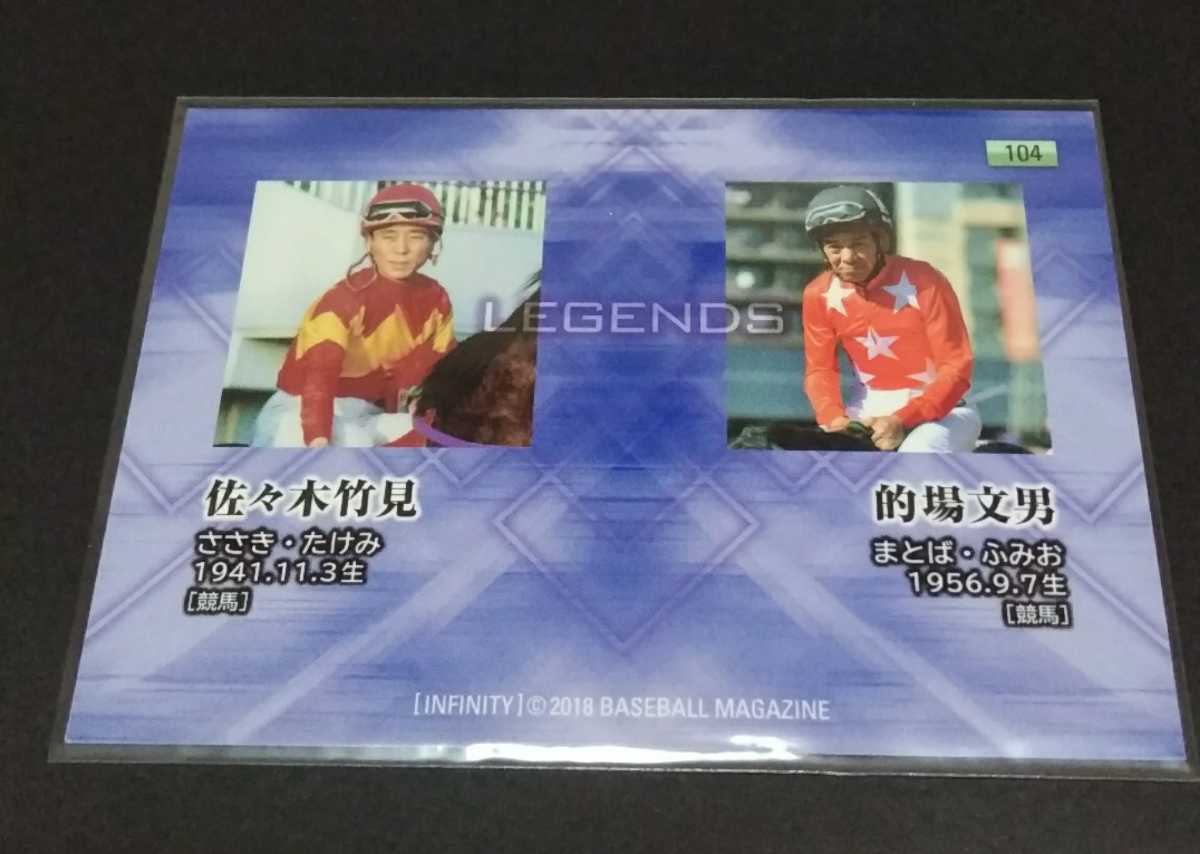 104
LEGENDS
佐々木竹見
ささき・たけみ
1941.11.3生
[競馬]
的場文男
まとば・ふみお
1956.9.7生
[競馬]
[INFINITY]©2018 BASEBALL MAGAZINE